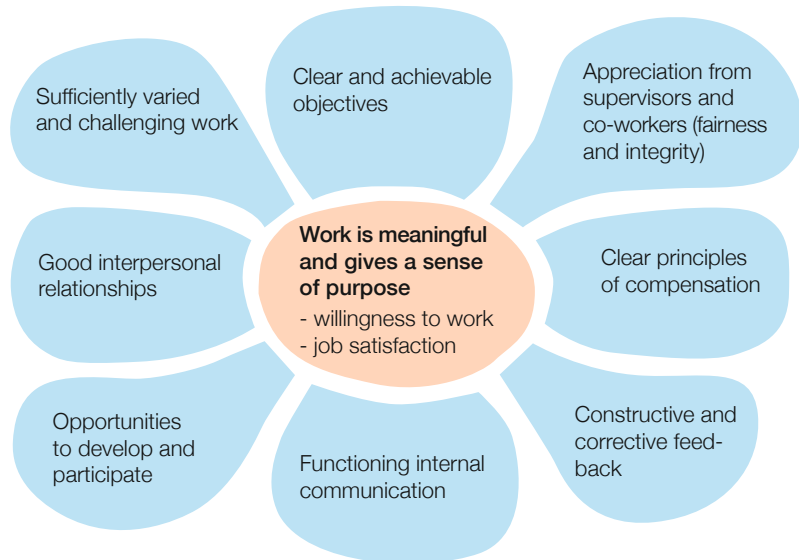 Sufficiently varied
and challenging work
Clear and achievable
objectives
Appreciation from
supervisors and
co-workers (fairness
and integrity)
Good interpersonal
relationships
Work is meaningful
and gives a sense
of purpose
- willingness to work
- job satisfaction
Clear principles
of compensation
Opportunities
to develop and
participate
Functioning internal
communication
Constructive and
corrective feed-
back